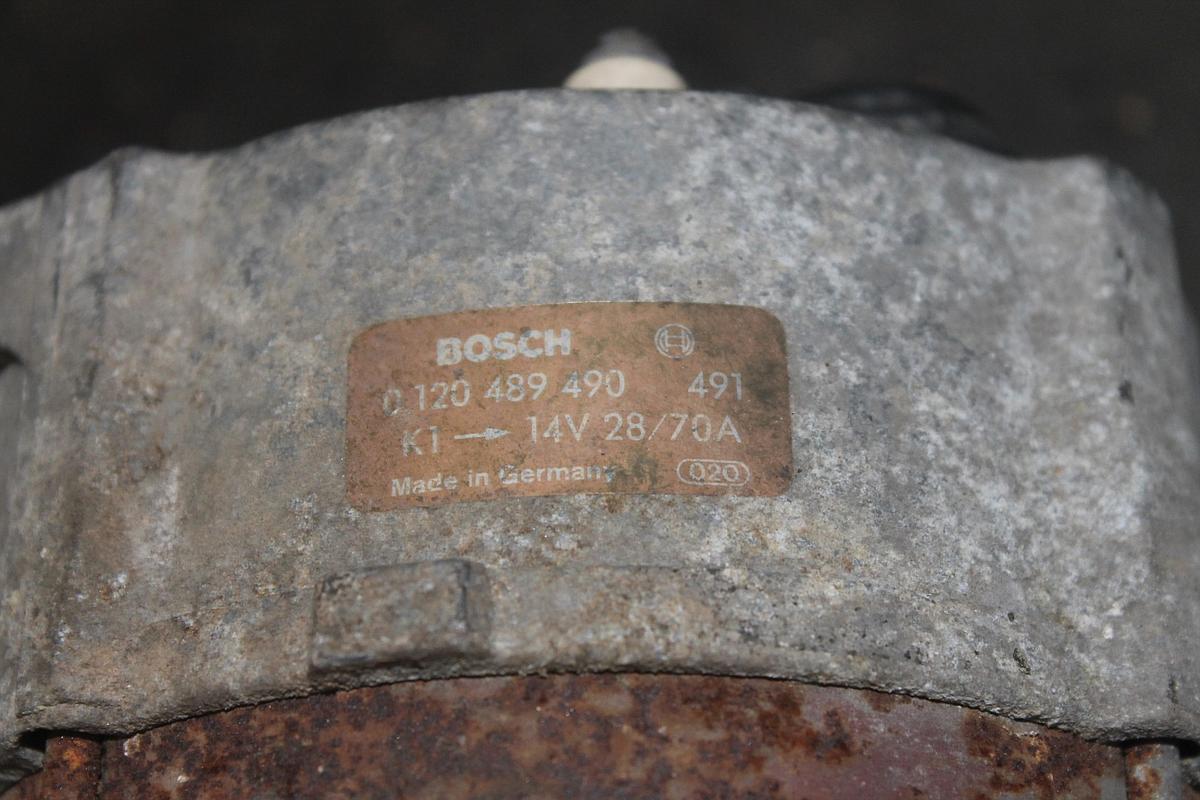 BOSCH
0 120 489 490 491
K1 → 14V 28/70A
Made in Germany 020